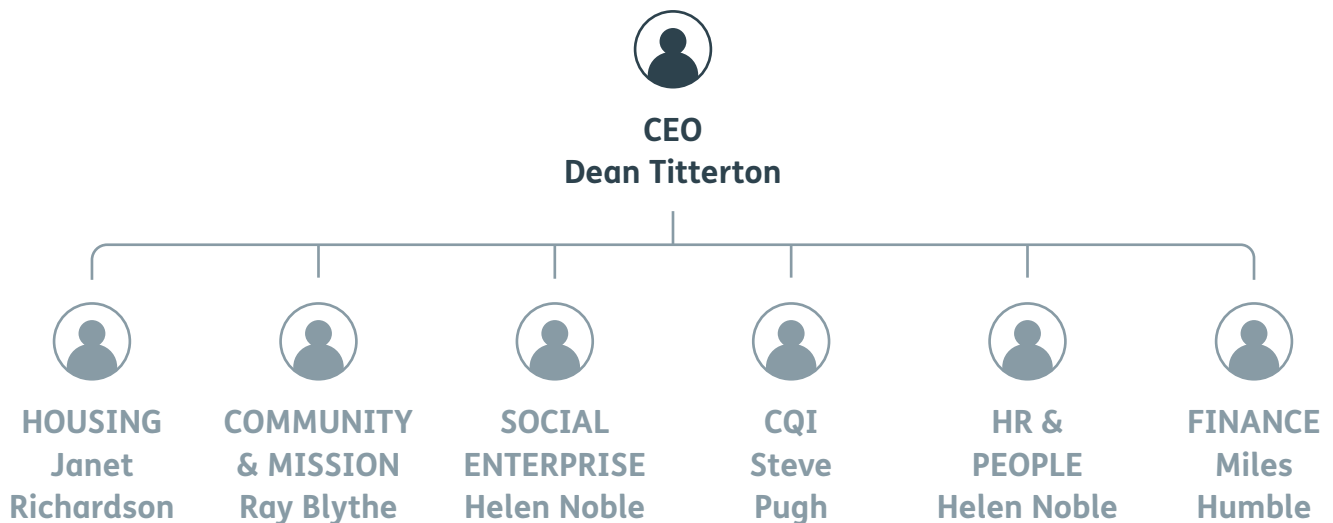 CEO
Dean Titterton
HOUSING
Janet
Richardson
COMMUNITY
& MISSION
Ray Blythe
SOCIAL
ENTERPRISE
Helen Noble
CQI
Steve
Pugh
HR &
PEOPLE
Helen Noble
FINANCE
Miles
Humble